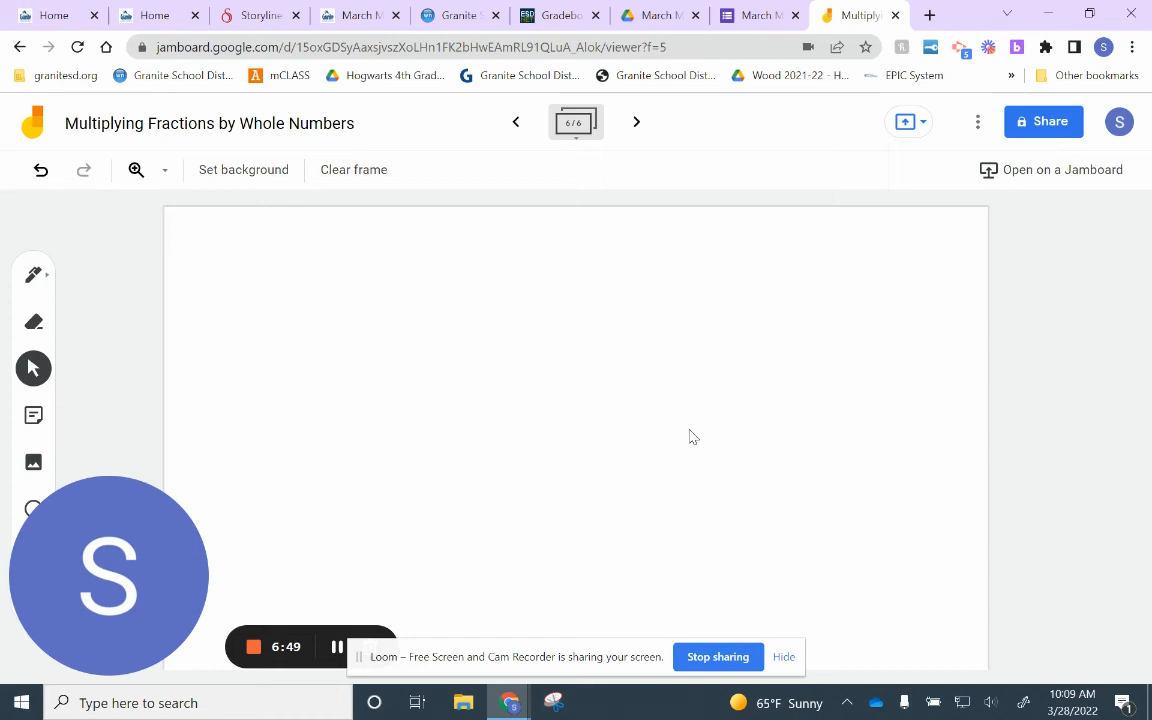 Home
Home
Storyline
March M
Granite S
Gradebo
March M
March M
Multiply
jamboard.google.com/d/15oxGDSyAaxsjvszXoLHn1FK2bHwEAmRL91QLuA_Alok/viewer?f=5
b
5
S
granitesd.org
Granite School Dist...
mCLASS
Hogwarts 4th Grad...
Granite School Dist...
Granite School Dist...
Wood 2021-22 - H...
EPIC System
»
Other bookmarks
Multiplying Fractions by Whole Numbers
6/6
Share
S
Set background
Clear frame
Open on a Jamboard
S
6:49
Loom – Free Screen and Cam Recorder is sharing your screen.
Stop sharing
Hide
Type here to search
65°F Sunny
10:09 AM
3/28/2022
1